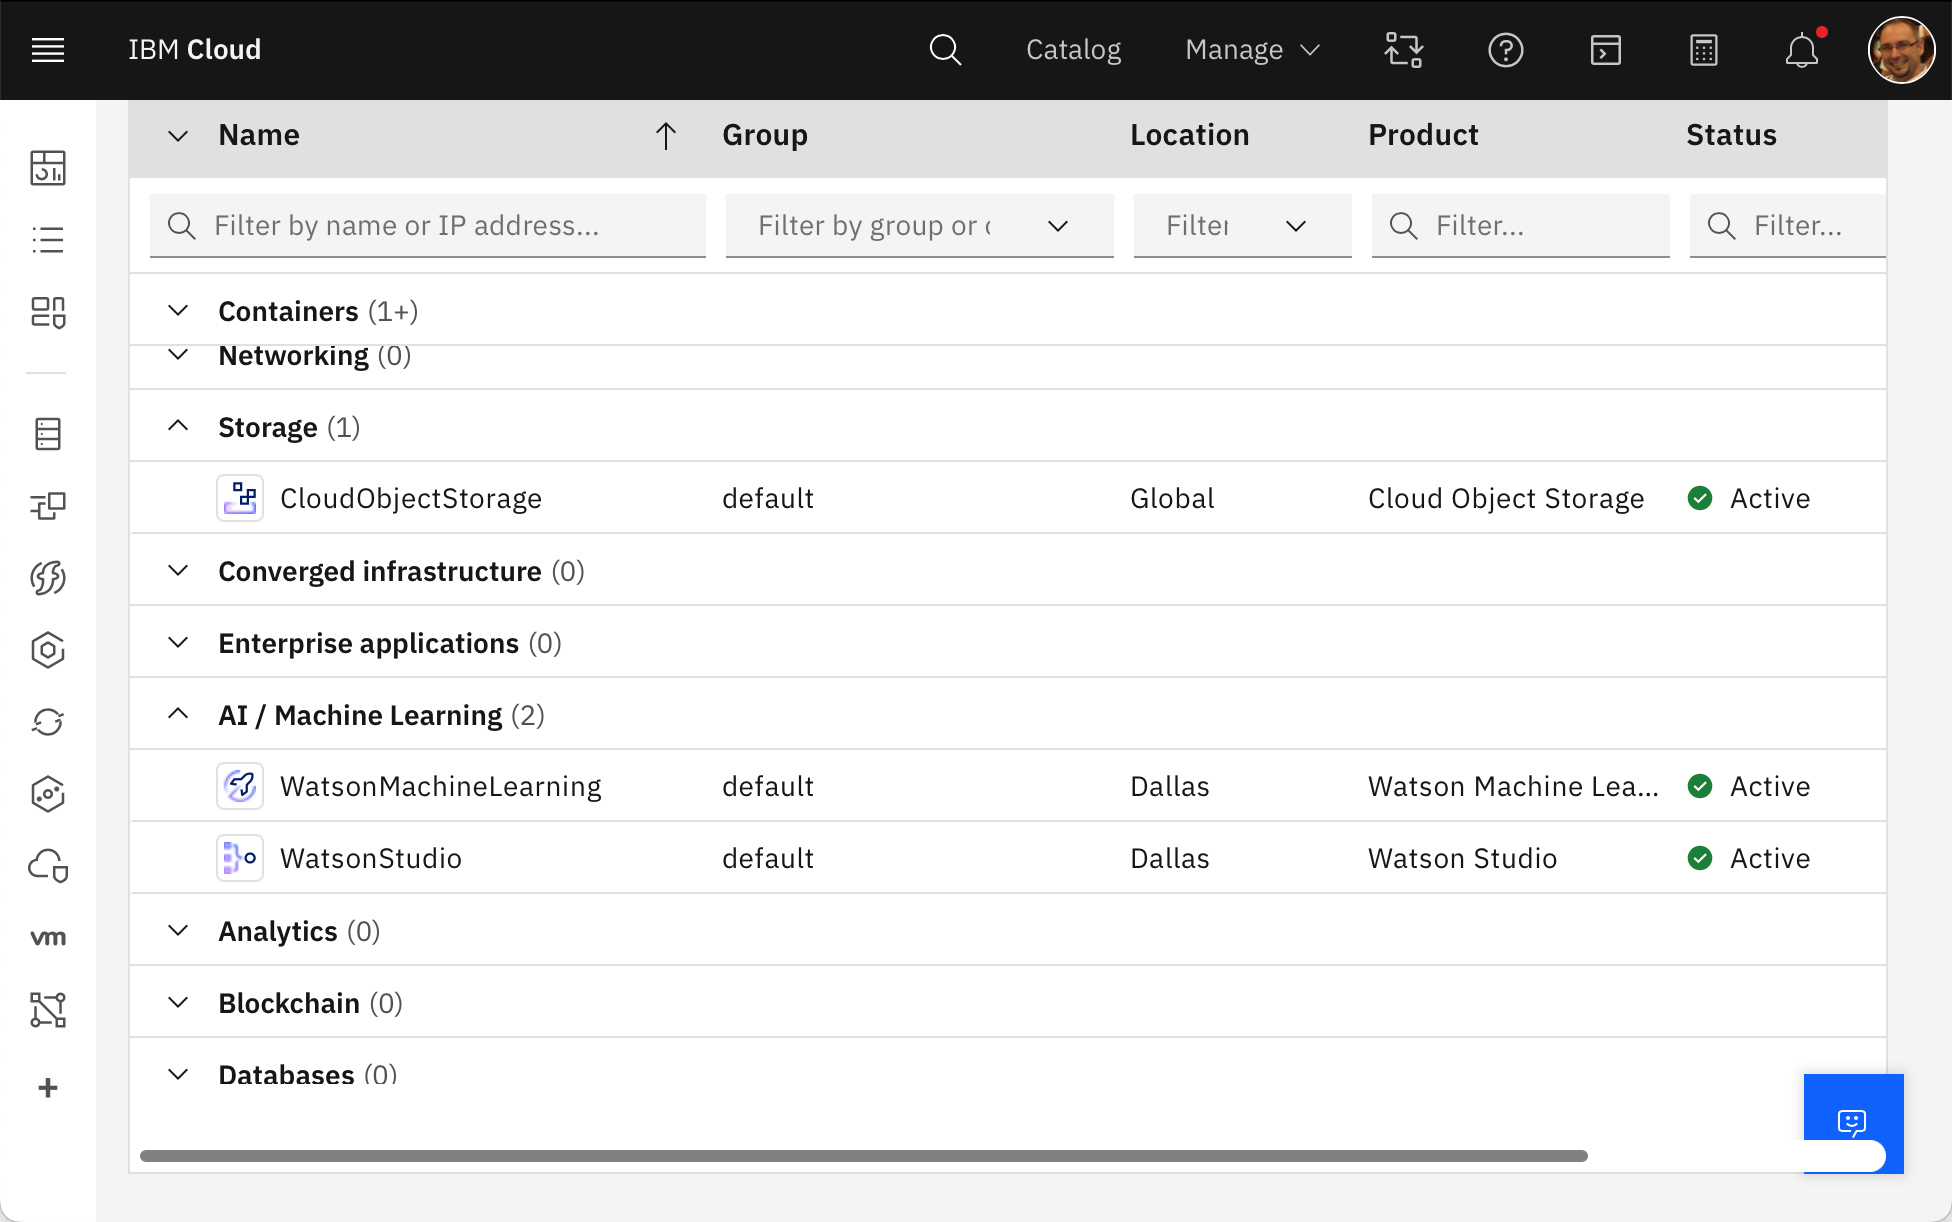 IBM Cloud Catalog Manage
Name Group Location Product Status
Filter by name or IP address... Filter by group or Filter Filter... Filter...
Containers (1+)
Networking (0)
Storage (1)
CloudObjectStorage default Global Cloud Object Storage Active
Converged infrastructure (0)
Enterprise applications (0)
AI / Machine Learning (2)
WatsonMachineLearning default Dallas Watson Machine Lea... Active
WatsonStudio default Dallas Watson Studio Active
Analytics (0)
Blockchain (0)
vm
Databases (0)